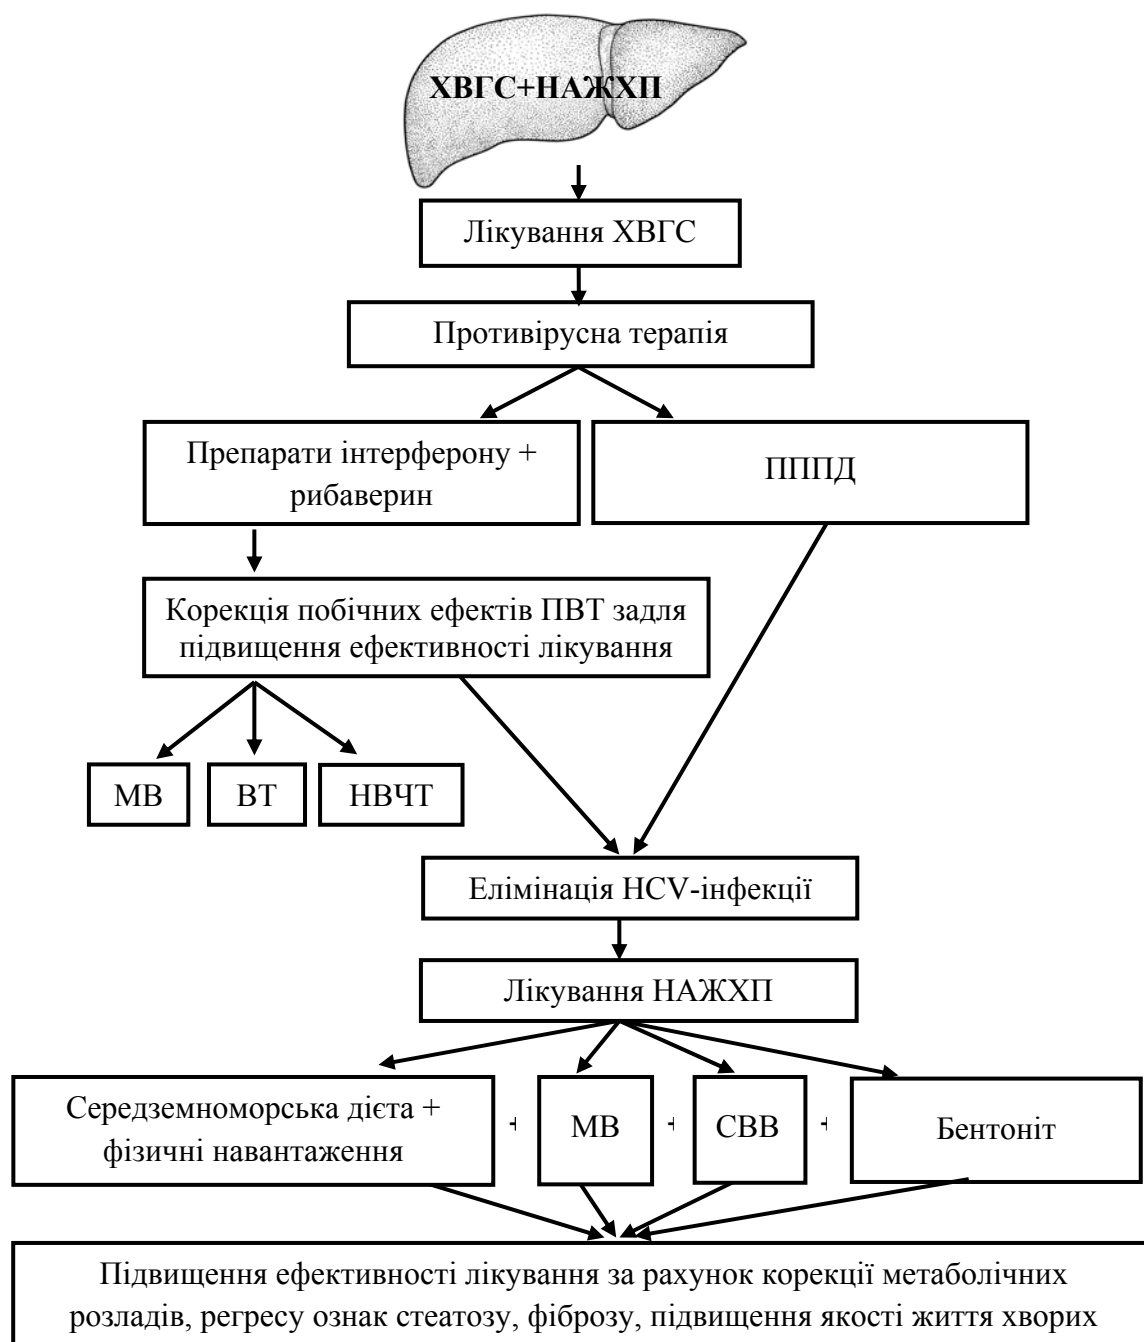 ХВГС+НАЖХП
Лікування ХВГС
Противірусна терапія
Препарати інтерферону +
рибаверин
ПППД
Корекція побічних ефектів ПВТ задля
підвищення ефективності лікування
МВ
ВТ
НВЧТ
Елімінація HCV-інфекції
Лікування НАЖХП
Середземноморська дієта +
фізичні навантаження
+
МВ
+
СВВ
+
Бентоніт
Підвищення ефективності лікування за рахунок корекції метаболічних
розладів, регресу ознак стеатозу, фіброзу, підвищення якості життя хворих